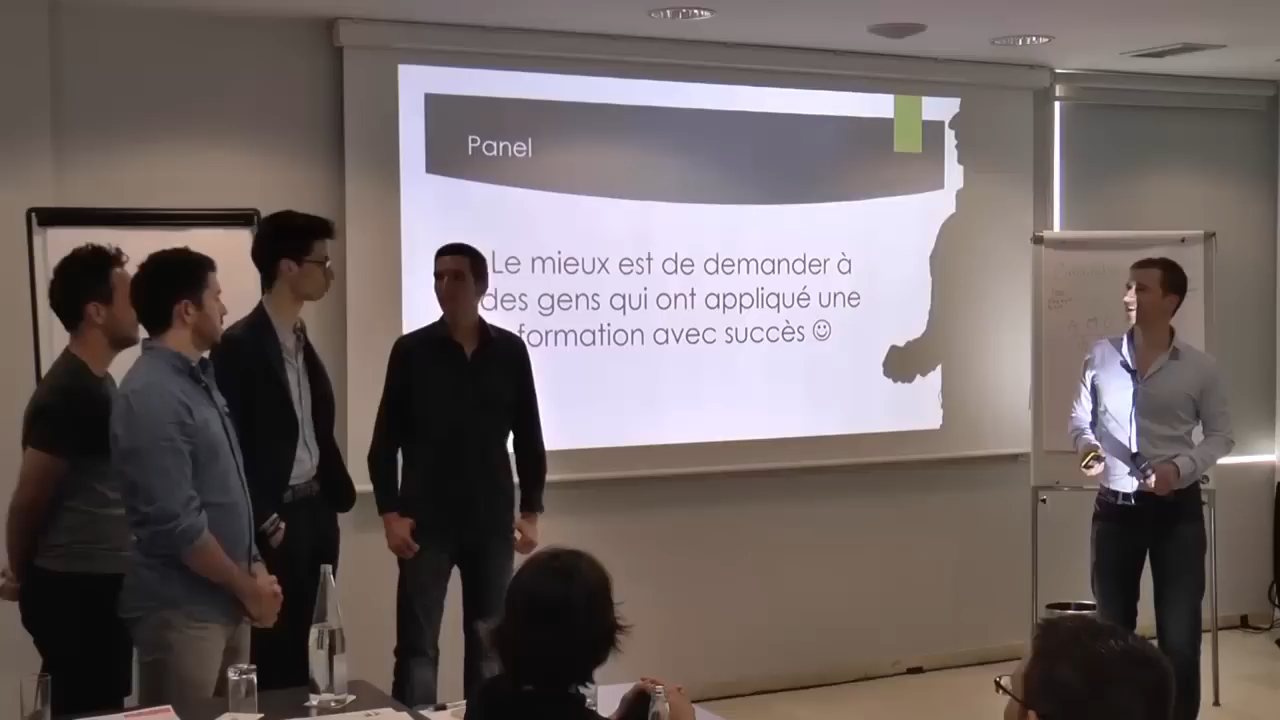 Panel
Le mieux est de demander à
des gens qui ont appliqué une
formation avec succès ☺